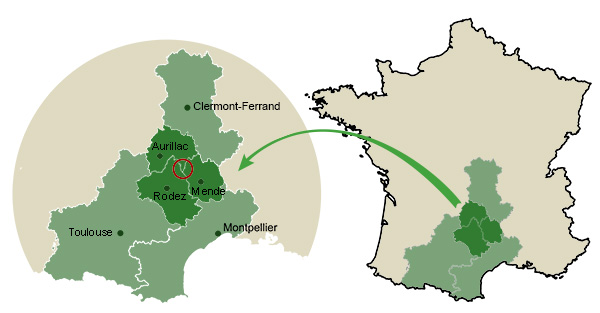 Clermont-Ferrand
Aurillac
Mende
Rodez
Toulouse
Montpellier